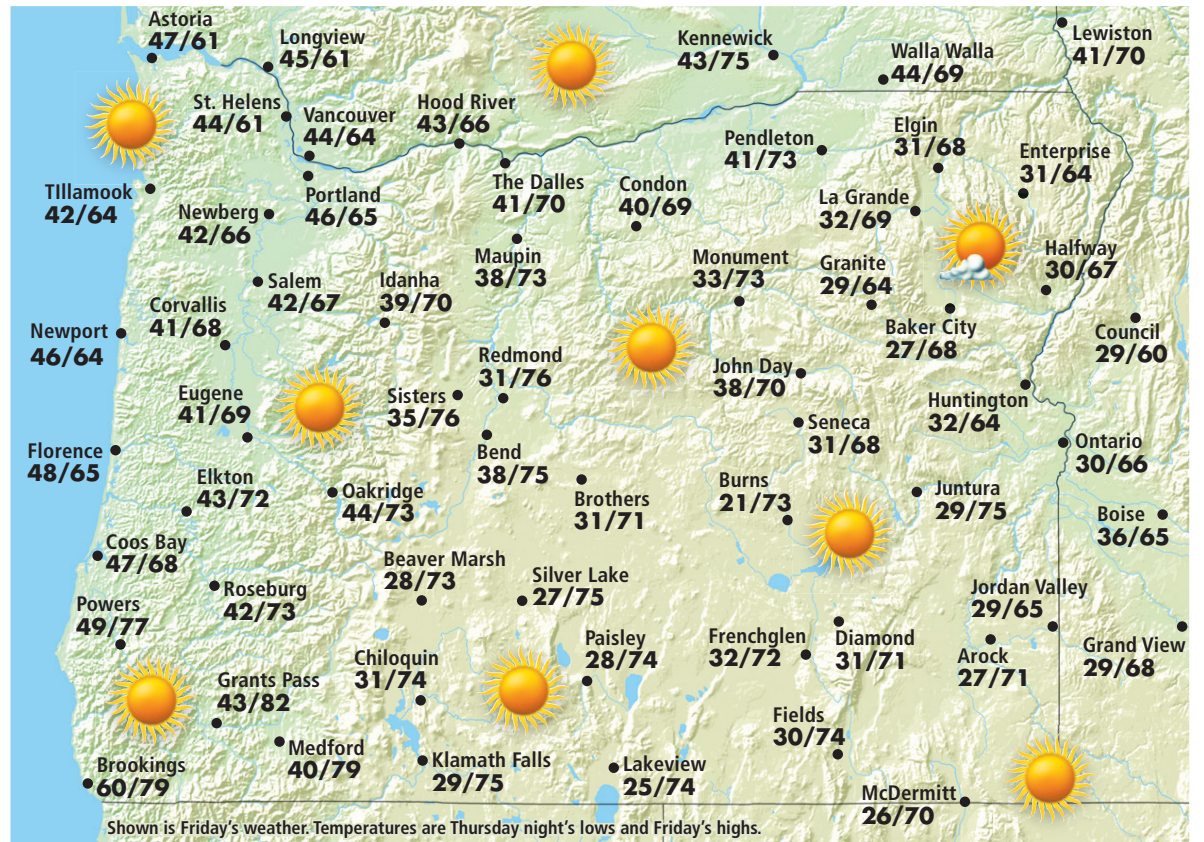 Astoria
47/61
Longview
45/61
Kennewick
43/75
Walla Walla
44/69
Lewiston
41/70
St. Helens
44/61
Vancouver
44/64
Hood River
43/66
Pendleton
41/73
Elgin
31/68
Enterprise
31/64
TIllamook
42/64
Newberg
42/66
Portland
46/65
The Dalles
41/70
Condon
40/69
La Grande
32/69
Maupin
38/73
Monument
33/73
Granite
29/64
Halfway
30/67
Salem
42/67
Idanha
39/70
Corvallis
41/68
Newport
46/64
Baker City
27/68
Council
29/60
Redmond
31/76
John Day
38/70
Eugene
41/69
Sisters
35/76
Huntington
32/64
Seneca
31/68
Florence
48/65
Bend
38/75
Ontario
30/66
Elkton
43/72
Oakridge
44/73
Brothers
31/71
Burns
21/73
Juntura
29/75
Boise
36/65
Coos Bay
47/68
Beaver Marsh
28/73
Silver Lake
27/75
Roseburg
42/73
Jordan Valley
29/65
Powers
49/77
Paisley
28/74
Frenchglen
32/72
Diamond
31/71
Arock
27/71
Grand View
29/68
Chiloquin
31/74
Grants Pass
43/82
Fields
30/74
Medford
40/79
Klamath Falls
29/75
Lakeview
25/74
Brookings
60/79
McDermitt
26/70
Shown is Friday's weather. Temperatures are Thursday night's lows and Friday's highs.